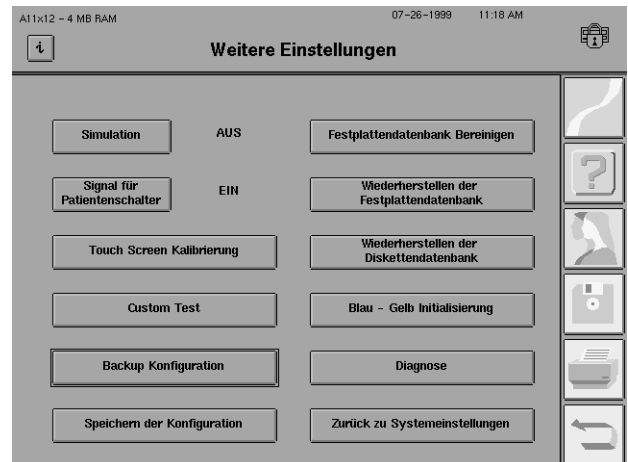 A11x12 – 4 MB RAM
07–26–1999 11:18 AM
i
Weitere Einstellungen
Simulation
AUS
Festplattendatenbank Bereinigen
Signal für
Patientenschalter
EIN
Wiederherstellen der
Festplattendatenbank
Touch Screen Kalibrierung
Wiederherstellen der
Diskettendatenbank
Custom Test
Blau – Gelb Initialisierung
Backup Konfiguration
Diagnose
Speichern der Konfiguration
Zurück zu Systemeinstellungen